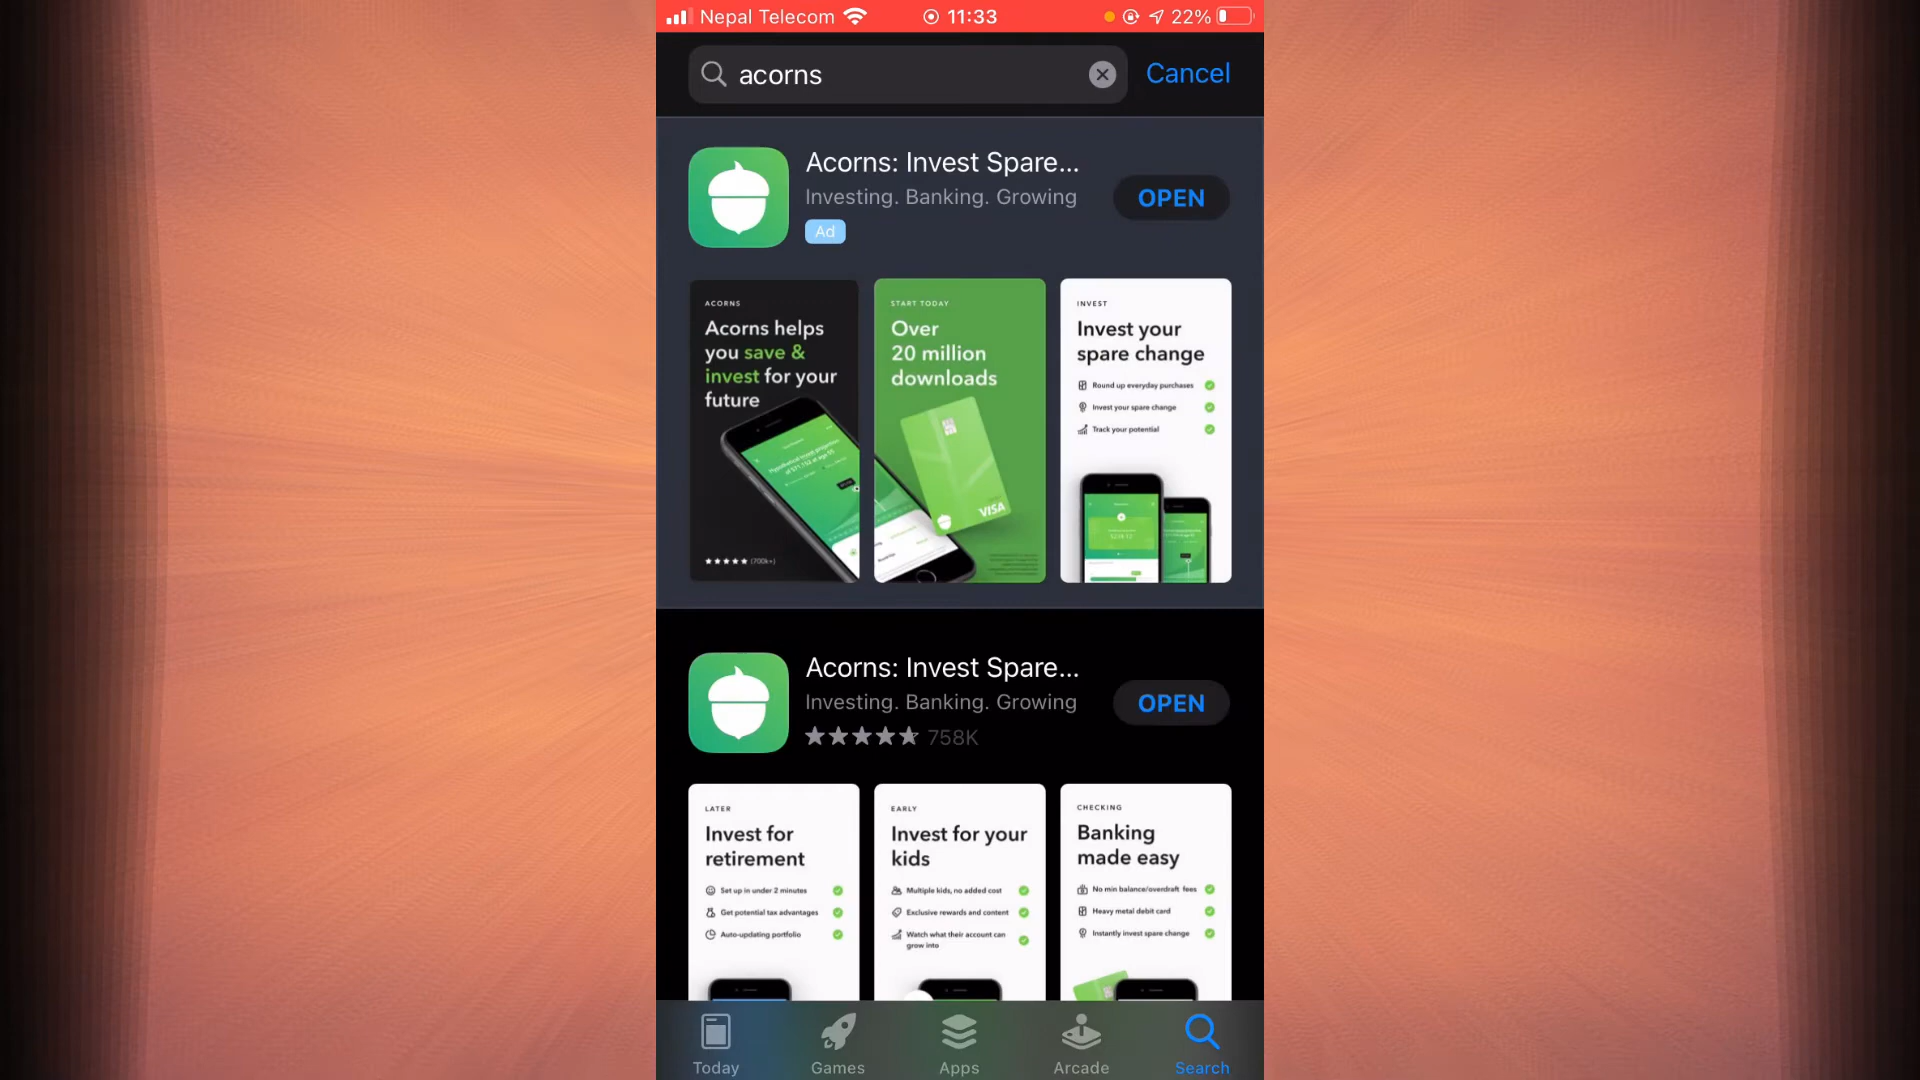 Nepal Telecom 11:33 22%
acorns Cancel
Acorns: Invest Spare...
Investing. Banking. Growing
Ad
OPEN
ACORNS
Acorns helps
you save &
invest for your
future
(700k+)
START TODAY
Over
20 million
downloads
VISA
INVEST
Invest your
spare change
Round up everyday purchases
Invest your spare change
Track your potential
Acorns: Invest Spare...
Investing. Banking. Growing
758K
OPEN
LATER
Invest for
retirement
Set up in under 2 minutes
Get potential tax advantages
Auto-updating portfolio
EARLY
Invest for your
kids
Multiple kids, no added cost
Exclusive rewards and content
Watch what their account can
grow into
CHECKING
Banking
made easy
No min balance/overdraft fees
Heavy metal debit card
Instantly invest spare change
Today Games Apps Arcade Search